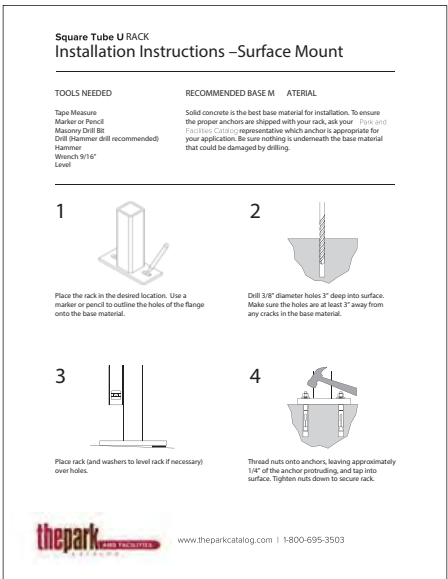 Square Tube U RACK
Installation Instructions –Surface Mount
TOOLS NEEDED
Tape Measure
Marker or Pencil
Masonry Drill Bit
Drill (Hammer drill recommended)
Hammer
Wrench 9/16"
Level
RECOMMENDED BASE M ATERIAL
Solid concrete is the best base material for installation. To ensure
the proper anchors are shipped with your rack, ask your Park and
Facilities Catalog representative which anchor is appropriate for
your application. Be sure nothing is underneath the base material
that could be damaged by drilling.
1
Place the rack in the desired location. Use a
marker or pencil to outline the holes of the flange
onto the base material.
2
Drill 3/8" diameter holes 3" deep into surface.
Make sure the holes are at least 3" away from
any cracks in the base material.
3
Place rack (and washers to level rack if necessary)
over holes.
4
Thread nuts onto anchors, leaving approximately
1/4" of the anchor protruding, and tap into
surface. Tighten nuts down to secure rack.
thepark AND FACILITIES
CATALOG
www.theparkcatalog.com | 1-800-695-3503